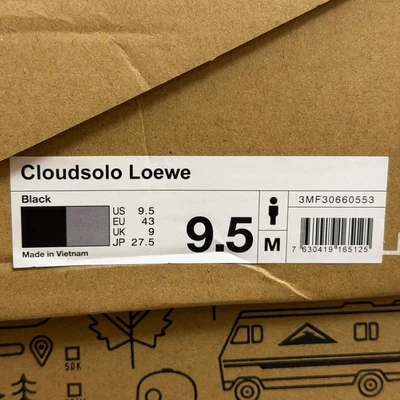 Cloudsolo Loewe
Black
US 9.5
EU 43
UK 9
JP 27.5
9.5
M
3MF30660553
7 630419 165125
Made in Vietnam
50K